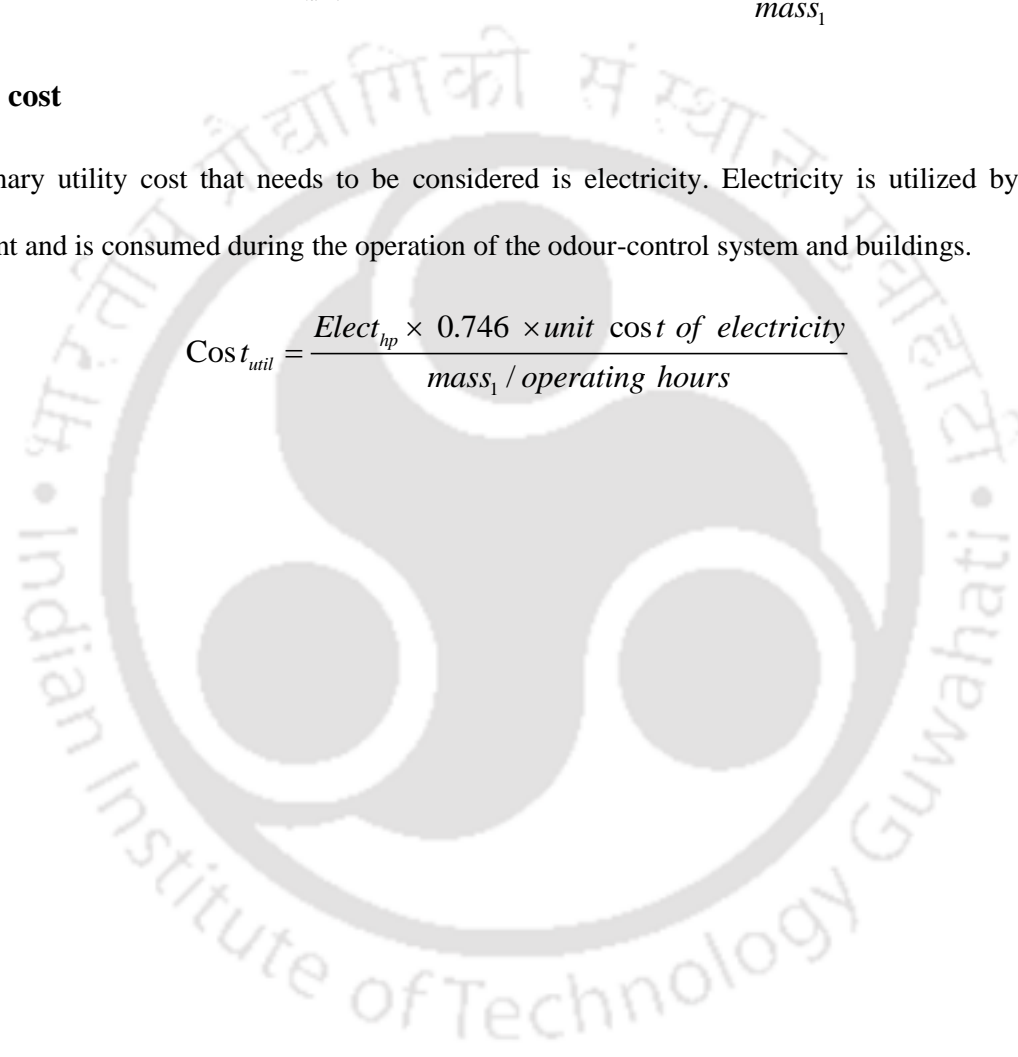 mass₁
cost
nary utility cost that needs to be considered is electricity. Electricity is utilized by
nt and is consumed during the operation of the odour-control system and buildings.
Cost_util = (Elect_hp × 0.746 × unit cost of electricity) / (mass₁ / operating hours)
भारतीय प्रौद्योगिकी संस्थान गुवाहाटी
Indian Institute of Technology Guwahati